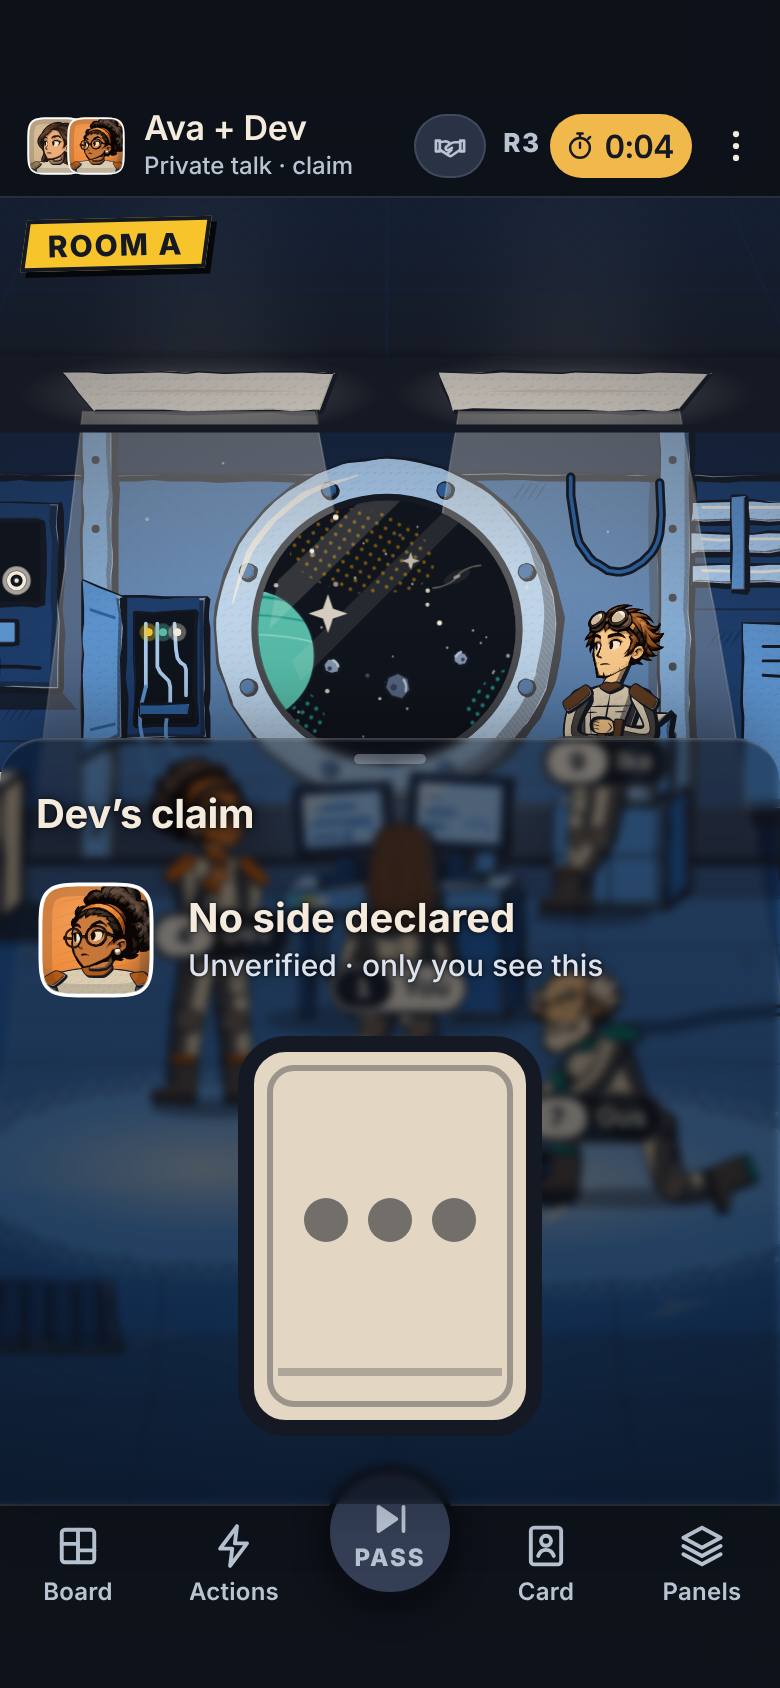 Ava + Dev
Private talk · claim
R3
0:04
ROOM A
Dev’s claim
No side declared
Unverified · only you see this
Gus
PASS
Board
Actions
Card
Panels